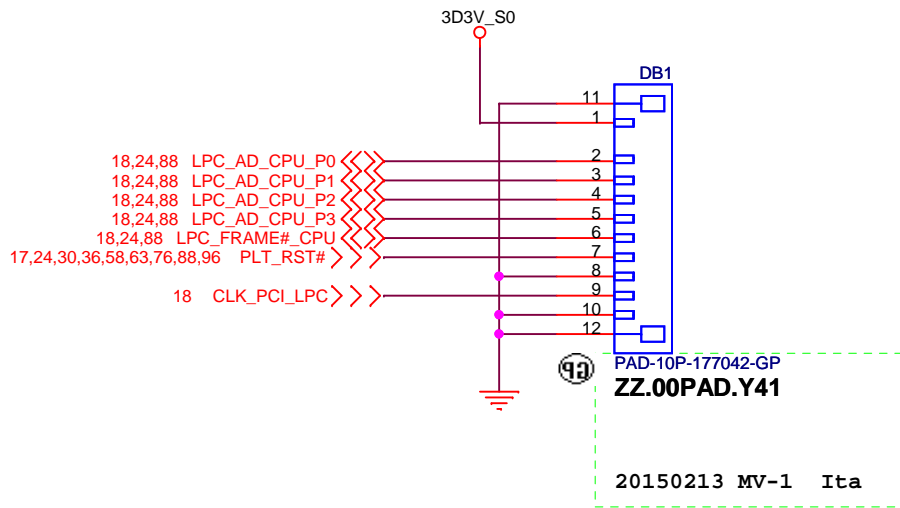 3D3V_S0
DB1
11
1
18,24,88 LPC_AD_CPU_P0 2
18,24,88 LPC_AD_CPU_P1 3
18,24,88 LPC_AD_CPU_P2 4
18,24,88 LPC_AD_CPU_P3 5
18,24,88 LPC_FRAME#_CPU 6
17,24,30,36,58,63,76,88,96 PLT_RST# 7
8
18 CLK_PCI_LPC 9
10
12
GP PAD-10P-177042-GP
ZZ.00PAD.Y41
20150213 MV-1 Ita